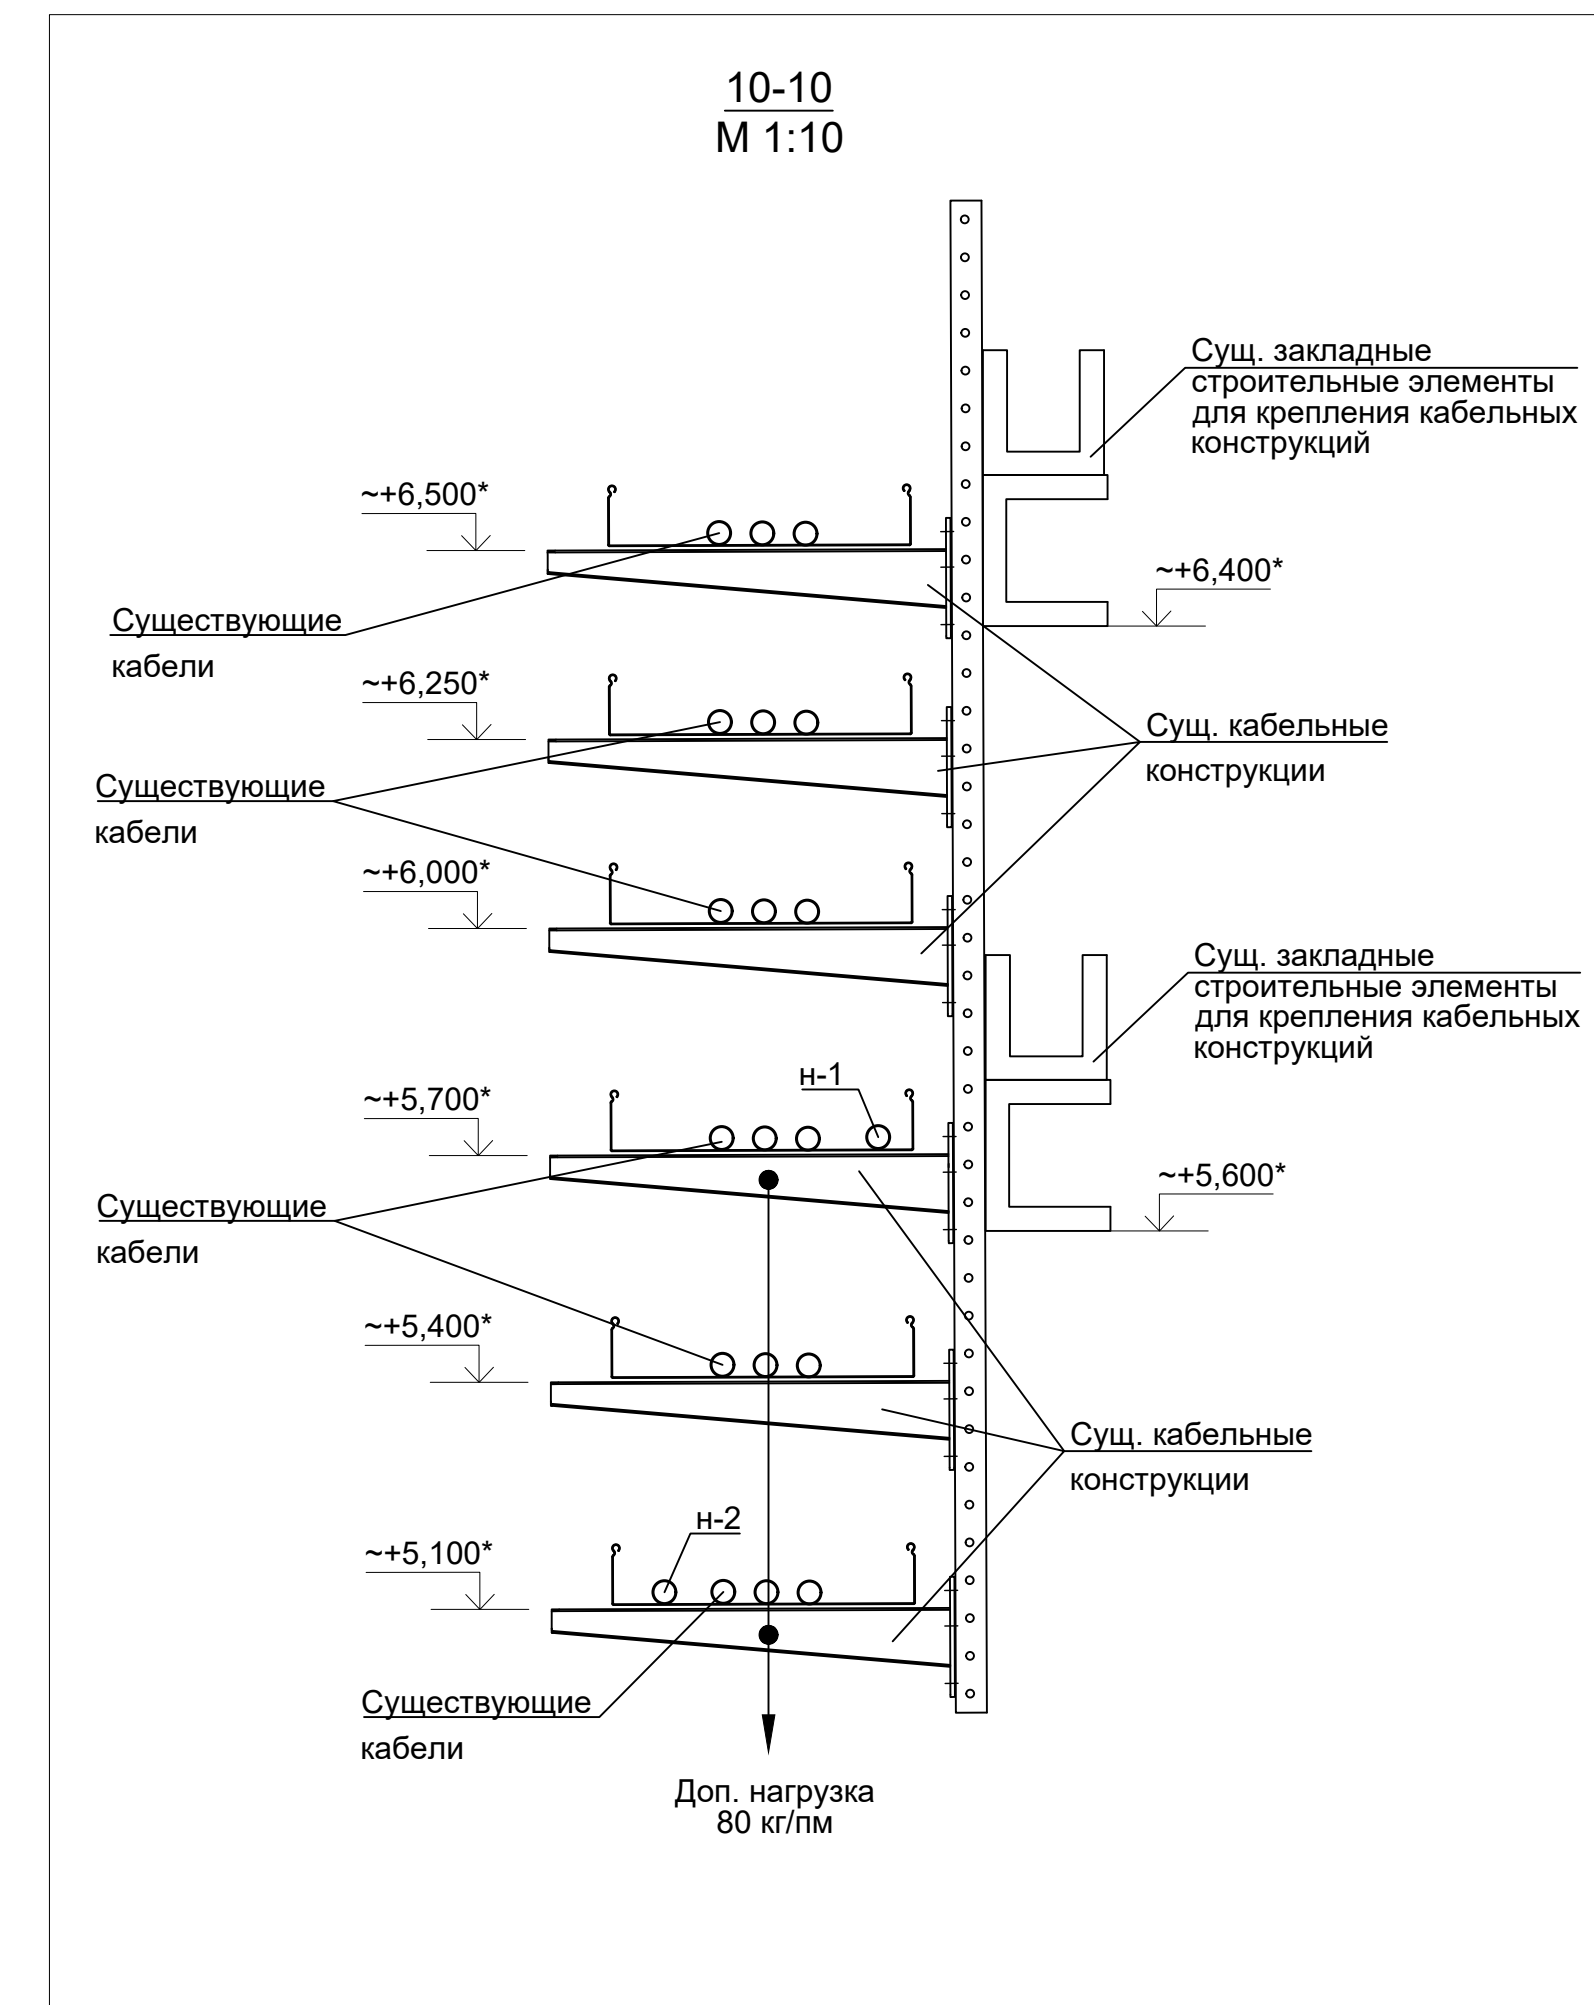 10-10
М 1:10
Сущ. закладные
строительные элементы
для крепления кабельных
конструкций
~+6,500*
~+6,400*
Существующие
кабели
~+6,250*
Сущ. кабельные
конструкции
Существующие
кабели
~+6,000*
Сущ. закладные
строительные элементы
для крепления кабельных
конструкций
н-1
~+5,700*
~+5,600*
Существующие
кабели
~+5,400*
Сущ. кабельные
конструкции
н-2
~+5,100*
Существующие
кабели
Доп. нагрузка
80 кг/пм